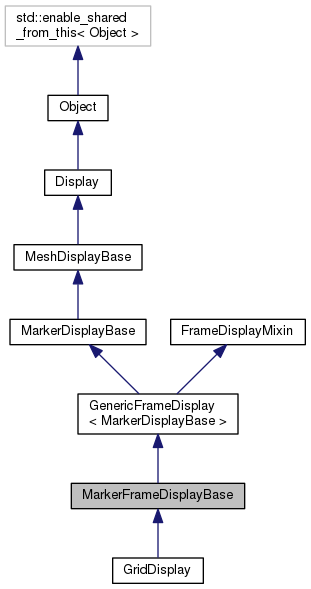 std::enable_shared
_from_this< Object >
Object
Display
MeshDisplayBase
MarkerDisplayBase
FrameDisplayMixin
GenericFrameDisplay
< MarkerDisplayBase >
MarkerFrameDisplayBase
GridDisplay